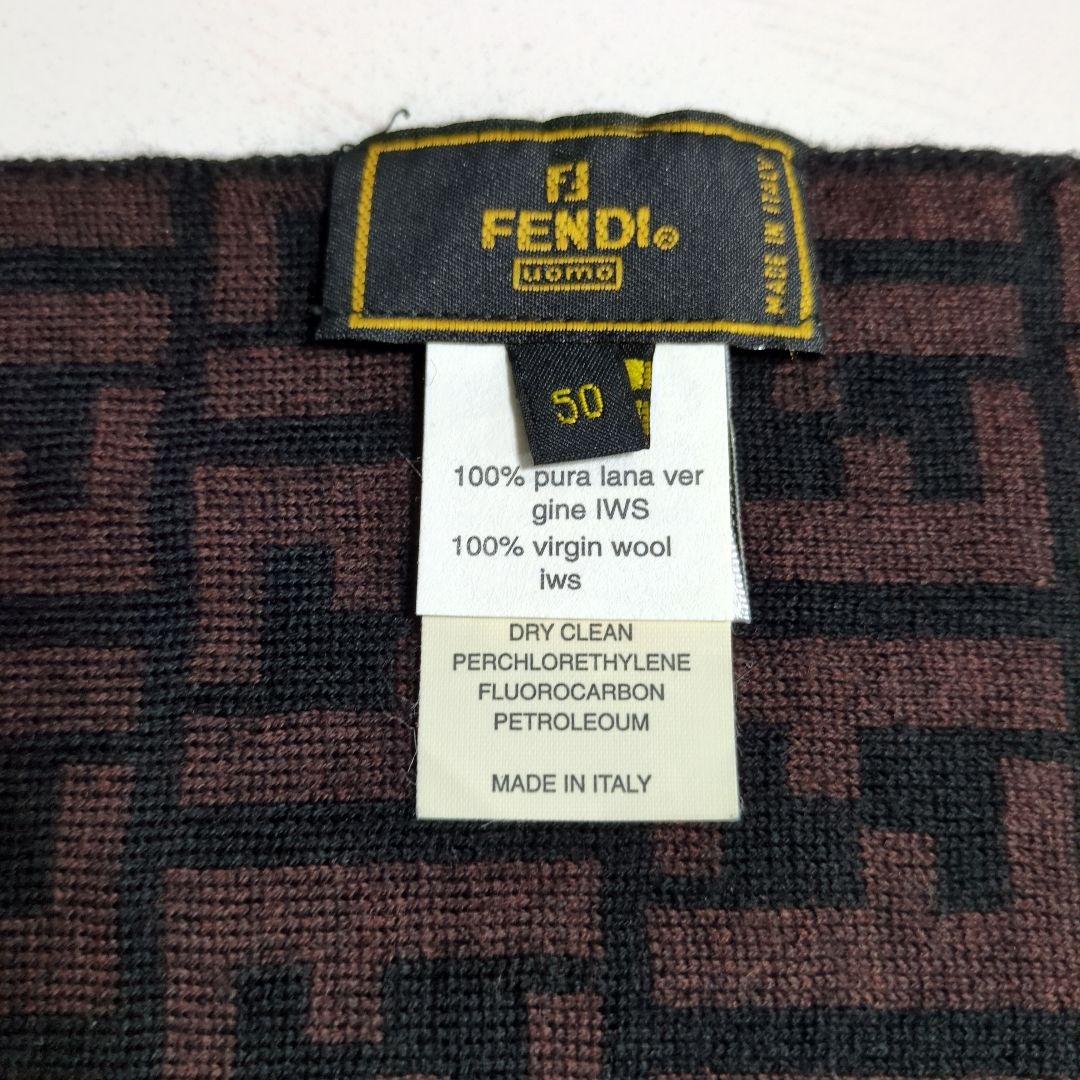 FENDI®
uomo
MADE IN ITALY
50
100% pura lana ver
gine IWS
100% virgin wool
iws
DRY CLEAN
PERCHLORETHYLENE
FLUOROCARBON
PETROLEOUM
MADE IN ITALY